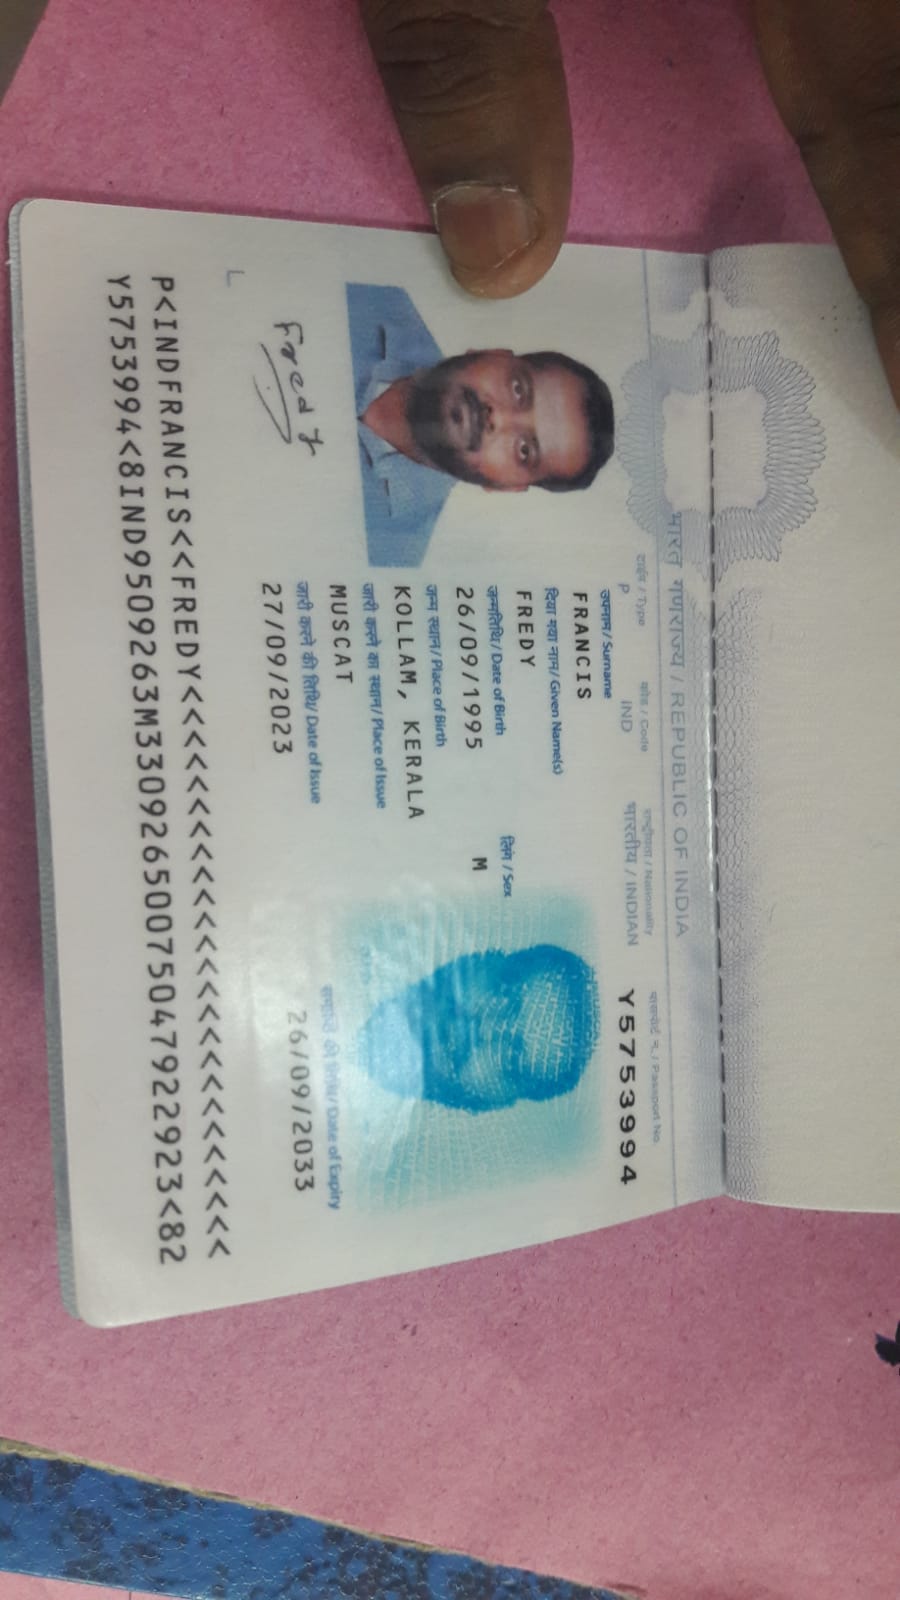 भारत गणराज्य / REPUBLIC OF INDIA
टाईप / Type कोड / Code राष्ट्रीयता / Nationality पासपोर्ट न. / Passport No.
P IND भारतीय / INDIAN Y5753994
उपनाम / Surname
FRANCIS
दिया गया नाम / Given Name(s)
FREDY
जन्मतिथि / Date of Birth लिंग / Sex
26/09/1995 M
जन्म स्थान / Place of Birth
KOLLAM, KERALA
जारी करने का स्थान / Place of Issue
MUSCAT
जारी करने की तिथि / Date of Issue समाप्ति की तिथि / Date of Expiry
27/09/2023 26/09/2033
Fredy
L
P<INDFRANCIS<<FREDY<<<<<<<<<<<<<<<<<<<<<<<<<
Y5753994<8IND9509263M33092650075047922923<82